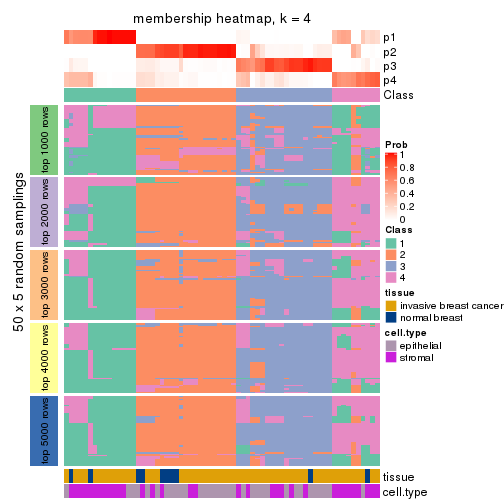 membership heatmap, k = 4
p1
p2
p3
p4
Class
50 x 5 random samplings
top 1000 rows
top 2000 rows
top 3000 rows
top 4000 rows
top 5000 rows
Prob
1
0.8
0.6
0.4
0.2
0
Class
1
2
3
4
tissue
invasive breast cancer
normal breast
cell.type
epithelial
stromal
tissue
cell.type